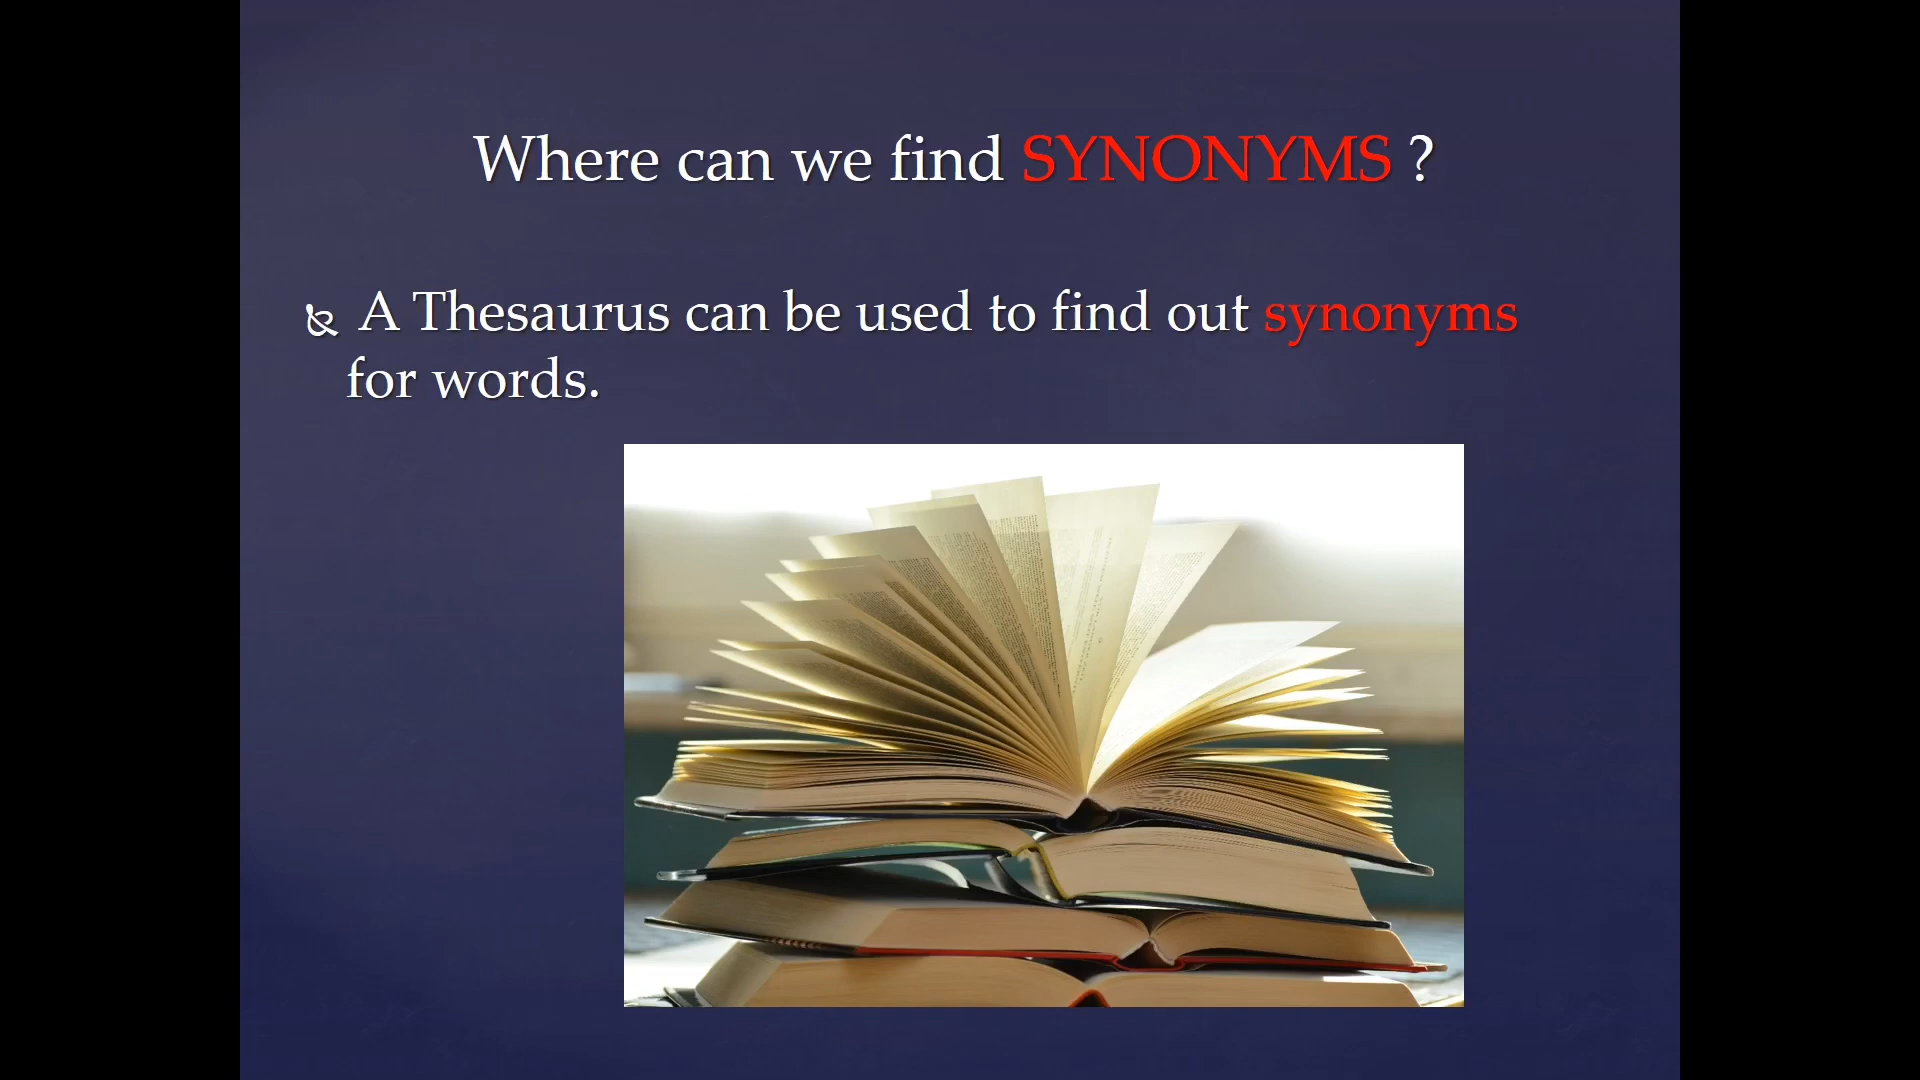 Where can we find SYNONYMS ?
A Thesaurus can be used to find out synonyms
for words.